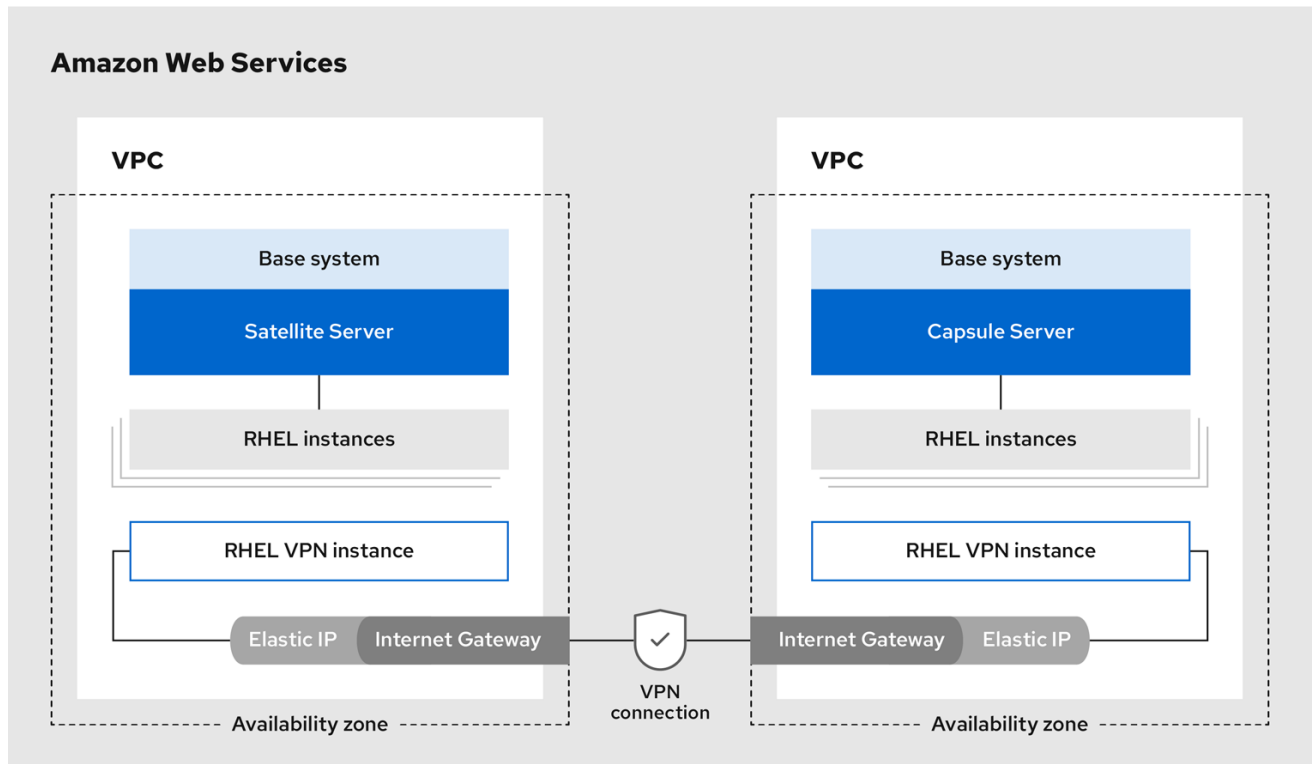 Amazon Web Services
VPC
Base system
Satellite Server
RHEL instances
RHEL VPN instance
Elastic IP
Internet Gateway
Availability zone
VPN
connection
VPC
Base system
Capsule Server
RHEL instances
RHEL VPN instance
Internet Gateway
Elastic IP
Availability zone